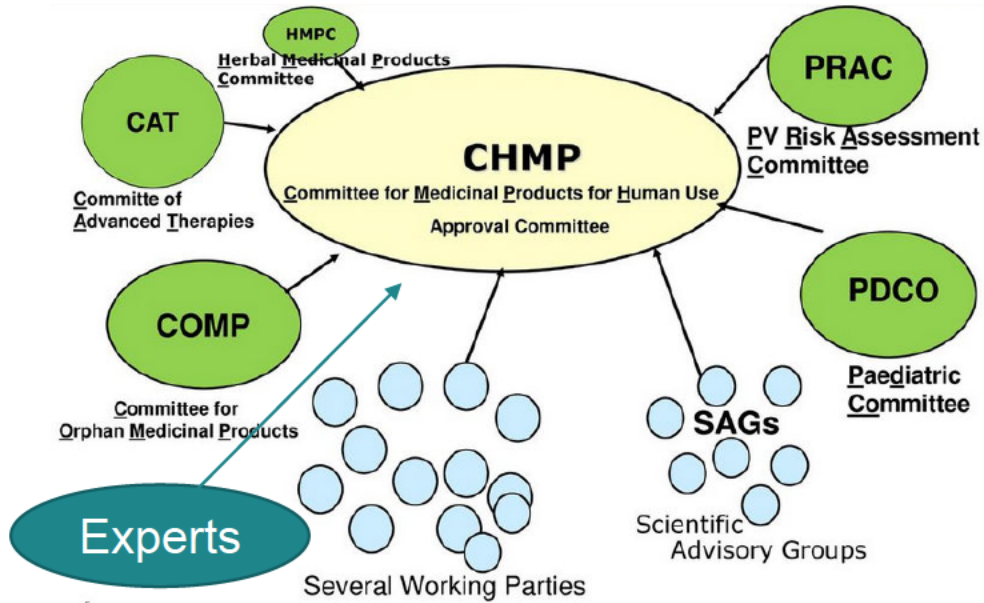 HMPC
Herbal Medicinal Products
Committee
CAT
Committe of
Advanced Therapies
PRAC
PV Risk Assessment
Committee
CHMP
Committee for Medicinal Products for Human Use
Approval Committee
COMP
Committee for
Orphan Medicinal Products
PDCO
Paediatric
Committee
SAGs
Scientific
Advisory Groups
Experts
Several Working Parties